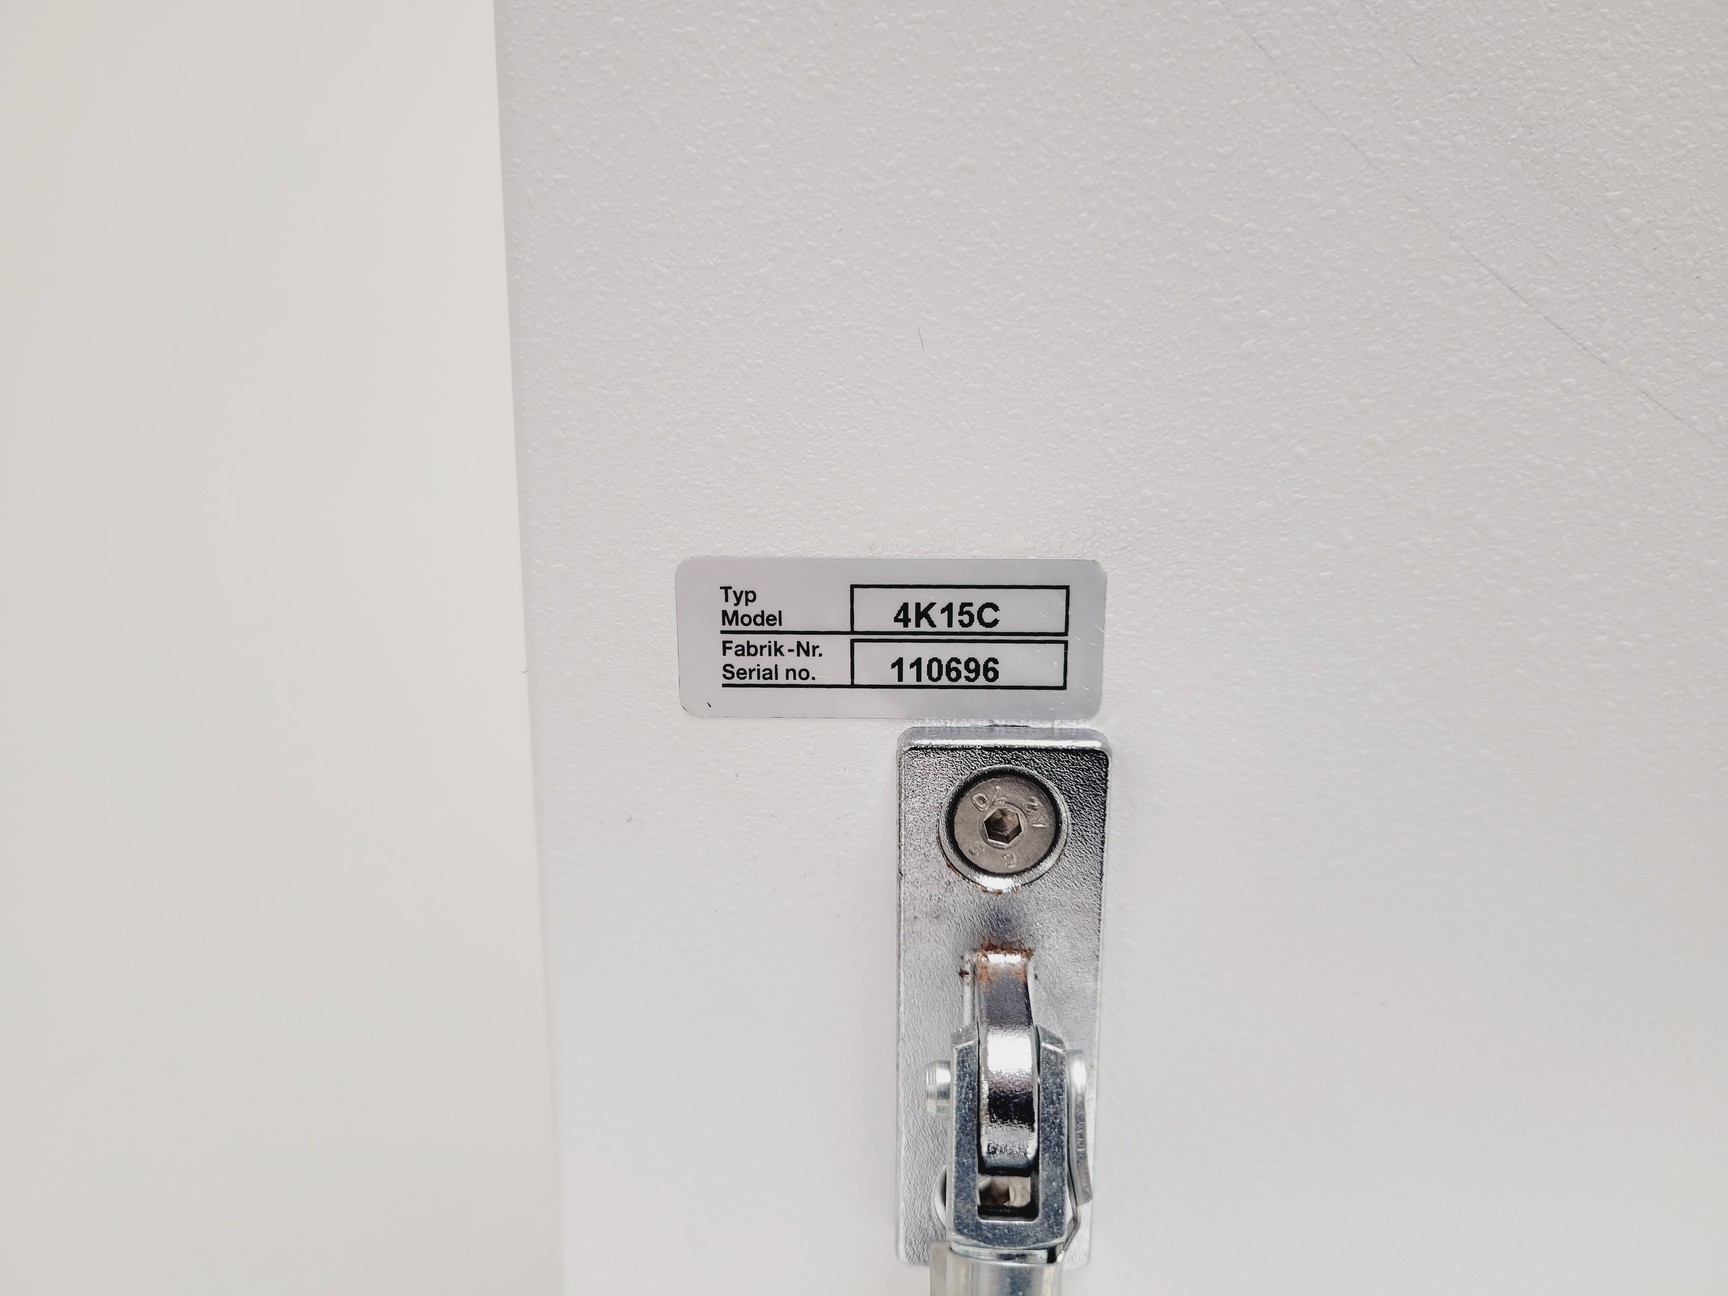 Typ
Model 4K15C
Fabrik-Nr.
Serial no. 110696